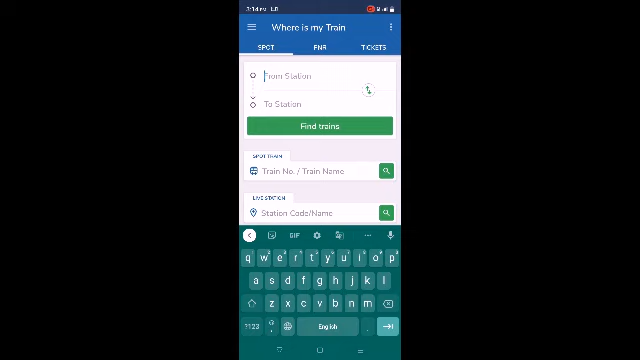 Where is my Train
SPOT PNR TICKETS
From Station
To Station
Find trains
SPOT TRAIN
Train No. / Train Name
LIVE STATION
Station Code/Name
GIF
q w e r t y u i o p
a s d f g h j k l
z x c v b n m
?123 English